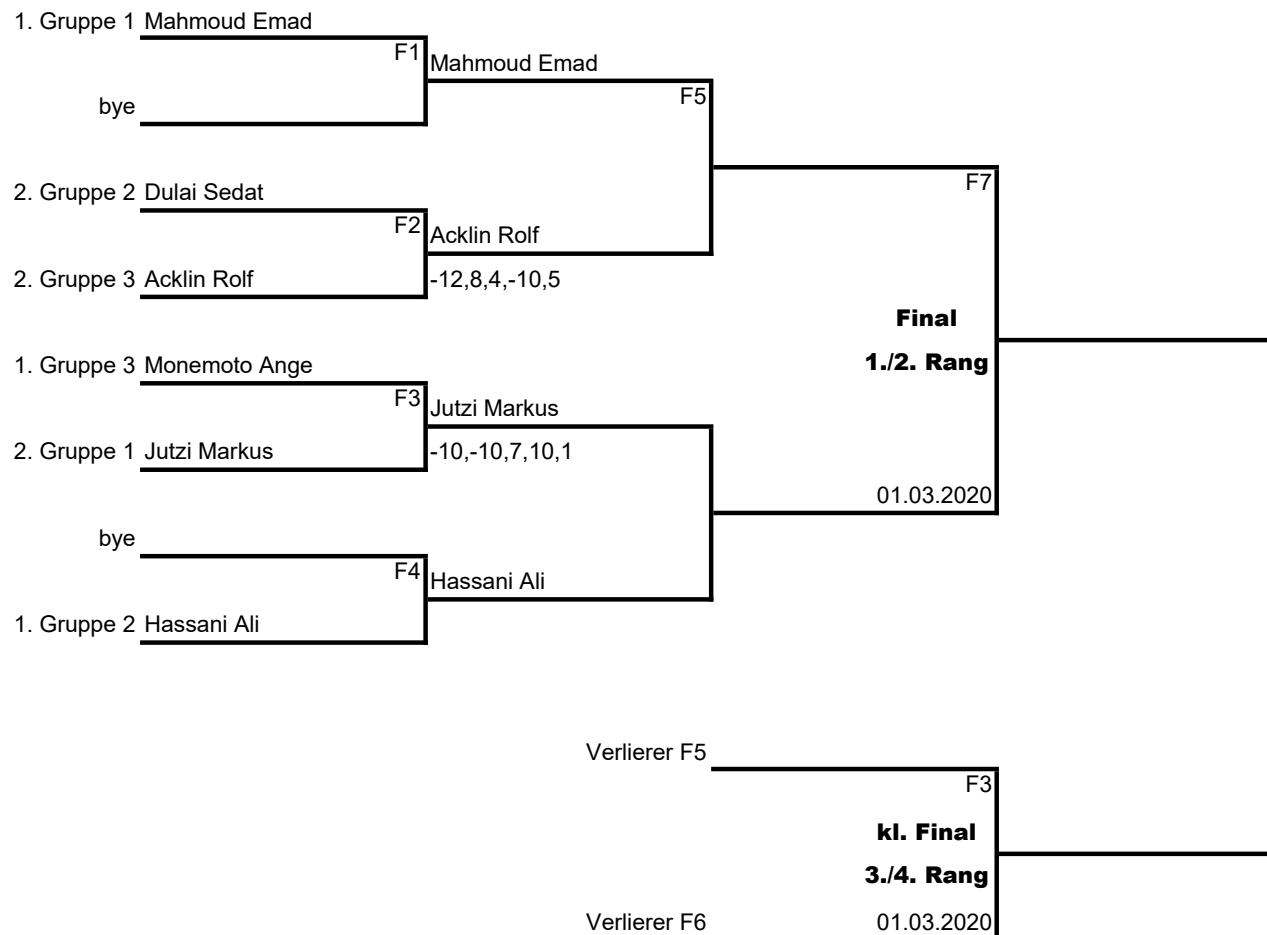 1. Gruppe 1 Mahmoud Emad
F1
Mahmoud Emad
bye
F5
2. Gruppe 2 Dulai Sedat
F2
Acklin Rolf
2. Gruppe 3 Acklin Rolf
-12,8,4,-10,5
F7
Final
1./2. Rang
1. Gruppe 3 Monemoto Ange
F3
Jutzi Markus
2. Gruppe 1 Jutzi Markus
-10,-10,7,10,1
01.03.2020
bye
F4
Hassani Ali
1. Gruppe 2 Hassani Ali
Verlierer F5
F3
kl. Final
3./4. Rang
Verlierer F6
01.03.2020